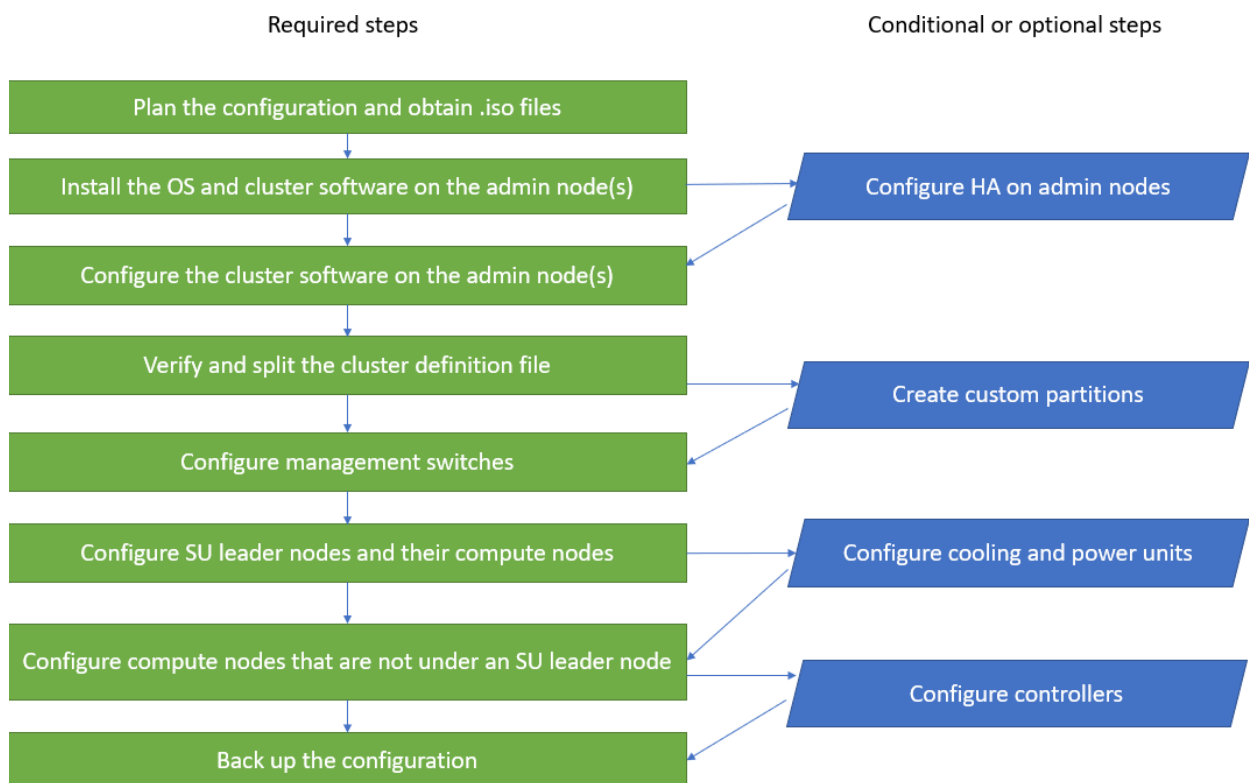 Required steps
Conditional or optional steps
Plan the configuration and obtain .iso files
Install the OS and cluster software on the admin node(s)
Configure HA on admin nodes
Configure the cluster software on the admin node(s)
Verify and split the cluster definition file
Create custom partitions
Configure management switches
Configure SU leader nodes and their compute nodes
Configure cooling and power units
Configure compute nodes that are not under an SU leader node
Configure controllers
Back up the configuration